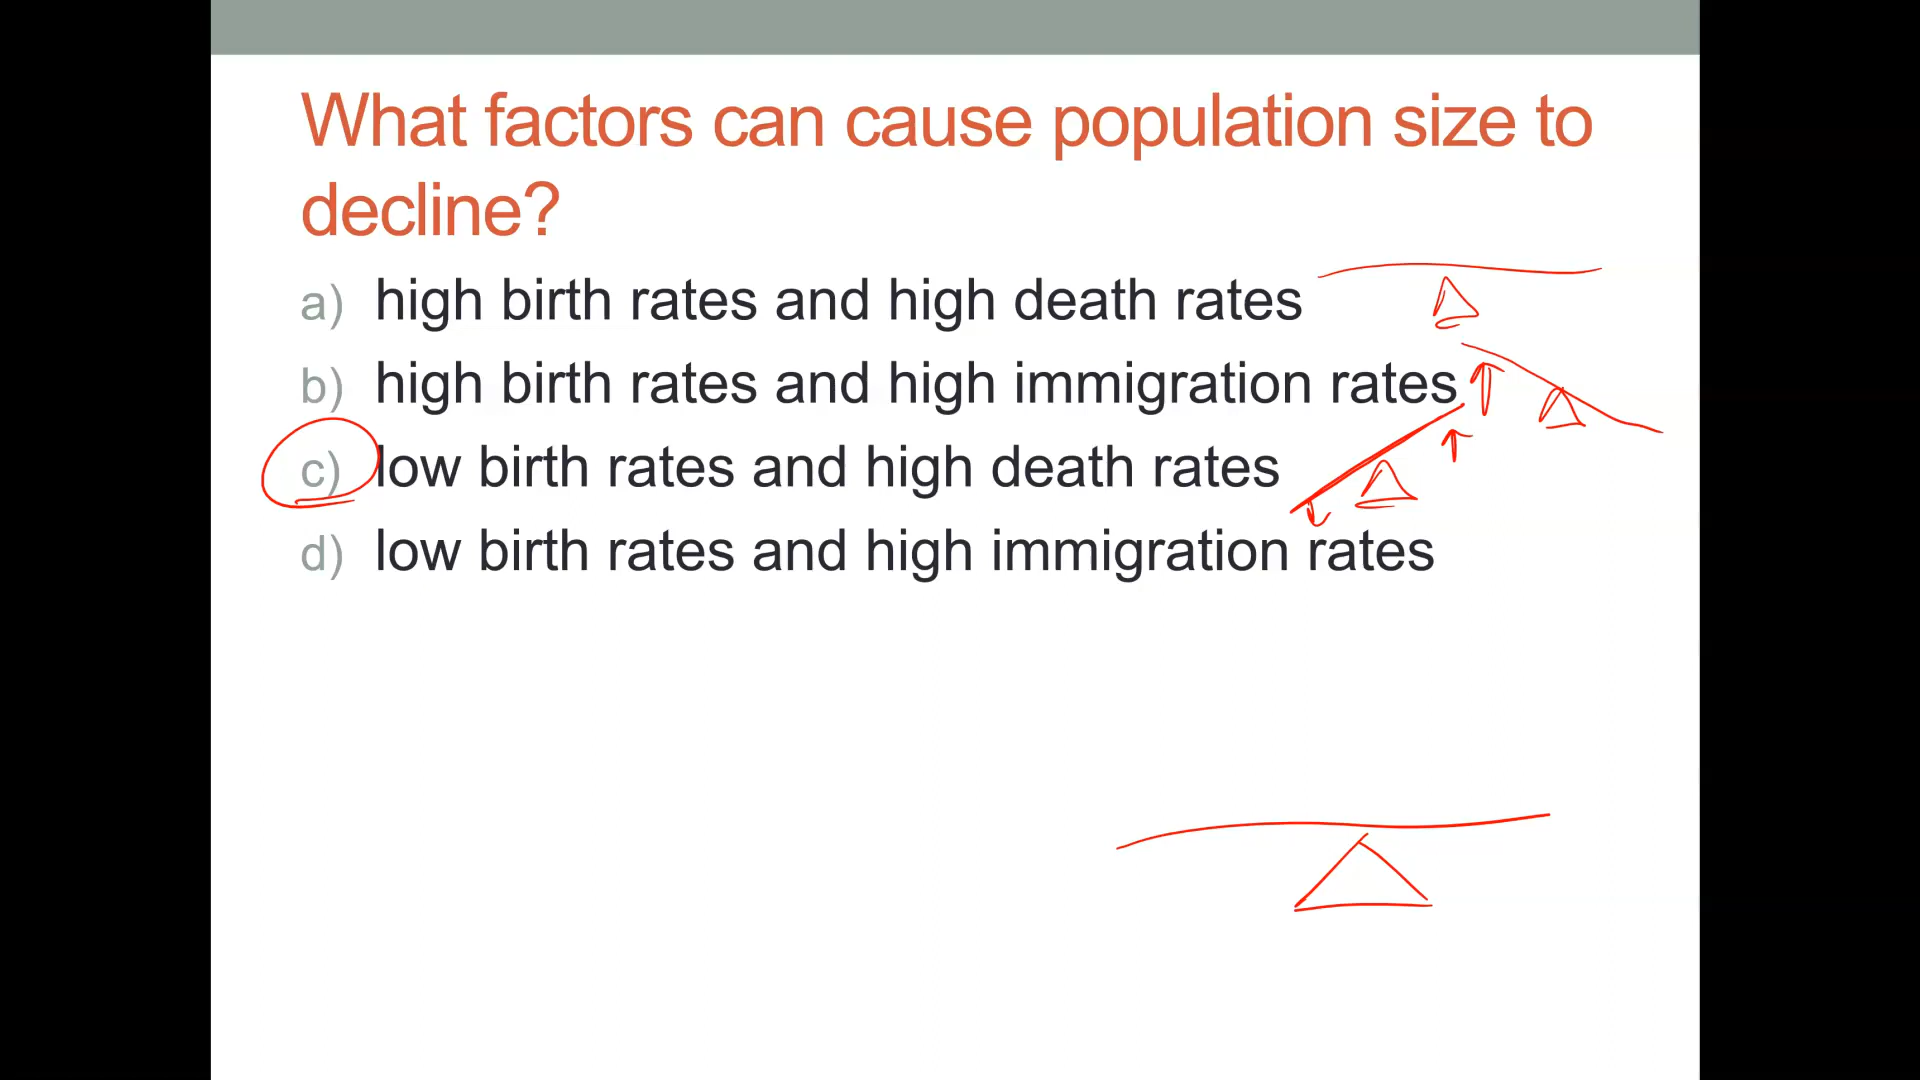 What factors can cause population size to
decline?
a) high birth rates and high death rates
b) high birth rates and high immigration rates
c) low birth rates and high death rates
d) low birth rates and high immigration rates